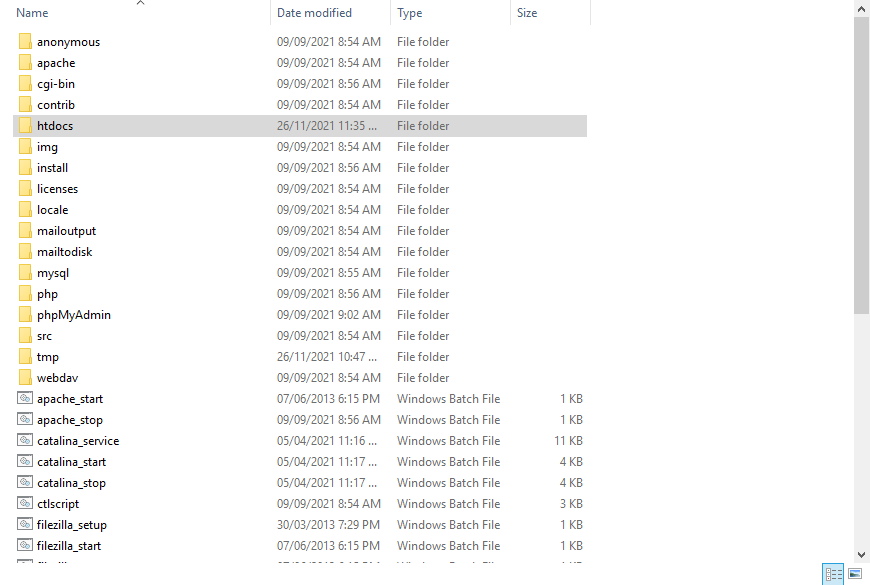 Name Date modified Type Size
anonymous 09/09/2021 8:54 AM File folder
apache 09/09/2021 8:54 AM File folder
cgi-bin 09/09/2021 8:56 AM File folder
contrib 09/09/2021 8:54 AM File folder
htdocs 26/11/2021 11:35 ... File folder
img 09/09/2021 8:54 AM File folder
install 09/09/2021 8:56 AM File folder
licenses 09/09/2021 8:54 AM File folder
locale 09/09/2021 8:54 AM File folder
mailoutput 09/09/2021 8:54 AM File folder
mailtodisk 09/09/2021 8:54 AM File folder
mysql 09/09/2021 8:55 AM File folder
php 09/09/2021 8:56 AM File folder
phpMyAdmin 09/09/2021 9:02 AM File folder
src 09/09/2021 8:54 AM File folder
tmp 26/11/2021 10:47 ... File folder
webdav 09/09/2021 8:54 AM File folder
apache_start 07/06/2013 6:15 PM Windows Batch File 1 KB
apache_stop 09/09/2021 8:56 AM Windows Batch File 1 KB
catalina_service 05/04/2021 11:16 ... Windows Batch File 11 KB
catalina_start 05/04/2021 11:17 ... Windows Batch File 4 KB
catalina_stop 05/04/2021 11:17 ... Windows Batch File 4 KB
ctlscript 09/09/2021 8:54 AM Windows Batch File 3 KB
filezilla_setup 30/03/2013 7:29 PM Windows Batch File 1 KB
filezilla_start 07/06/2013 6:15 PM Windows Batch File 1 KB